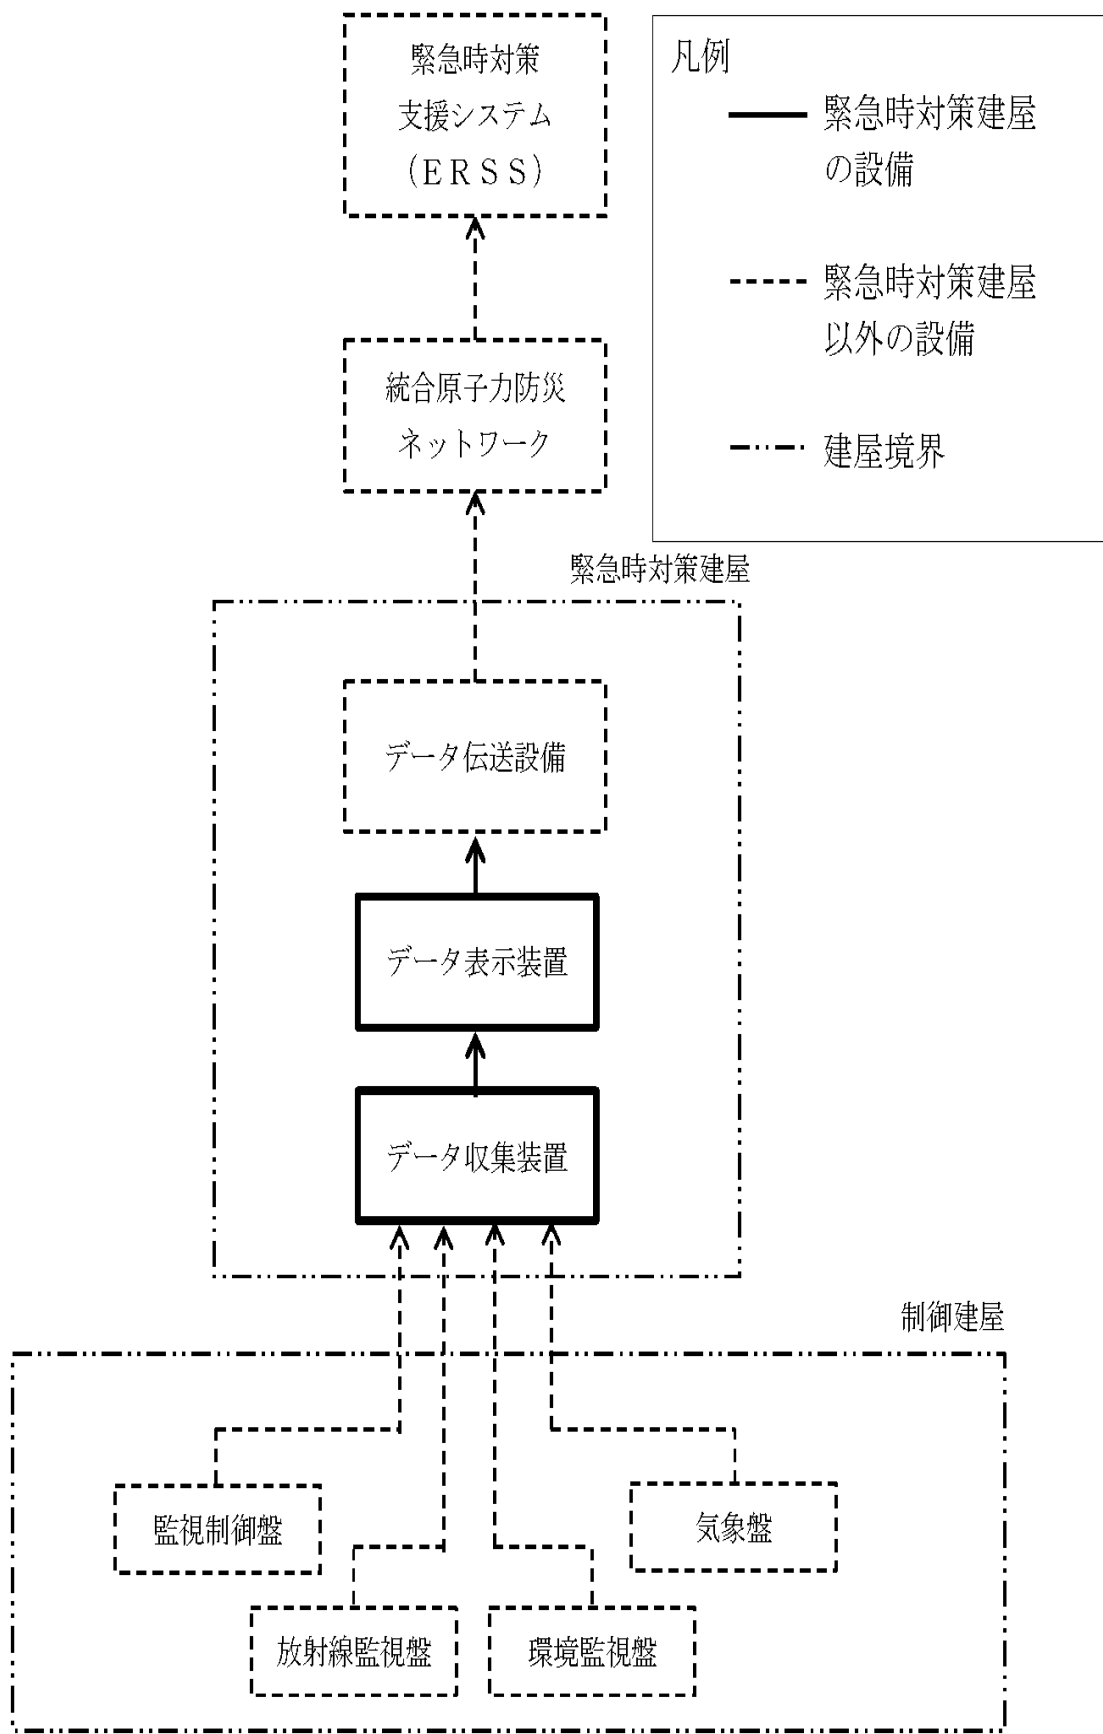 緊急時対策
支援システム
(ERSS)
凡例
緊急時対策建屋
の設備
緊急時対策建屋
以外の設備
建屋境界
統合原子力防災
ネットワーク
緊急時対策建屋
データ伝送設備
データ表示装置
データ収集装置
制御建屋
監視制御盤
気象盤
放射線監視盤
環境監視盤